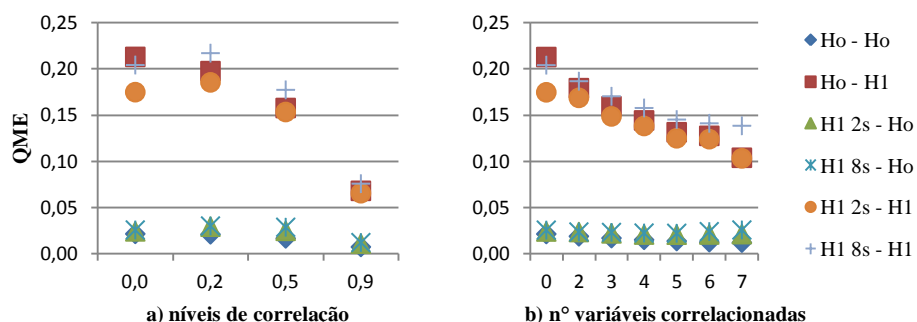 0,25
0,20
0,15
0,10
0,05
0,00
QME
0,0 0,2 0,5 0,9
a) níveis de correlação
0,25
0,20
0,15
0,10
0,05
0,00
0 2 3 4 5 6 7
b) n° variáveis correlacionadas
Ho - Ho
Ho - H1
H1 2s - Ho
H1 8s - Ho
H1 2s - H1
H1 8s - H1